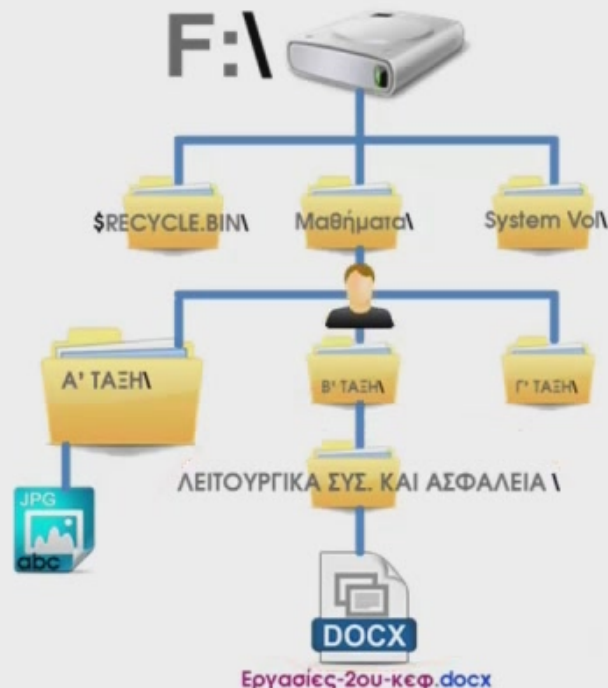 F:\
$RECYCLE.BIN\ Μαθήματα\ System Vol\
Α' ΤΑΞΗ\ Β' ΤΑΞΗ\ Γ' ΤΑΞΗ\
ΛΕΙΤΟΥΡΓΙΚΑ ΣΥΣ. ΚΑΙ ΑΣΦΑΛΕΙΑ \
JPG
abc
DOCX
Εργασίες-2ου-κεφ.docx